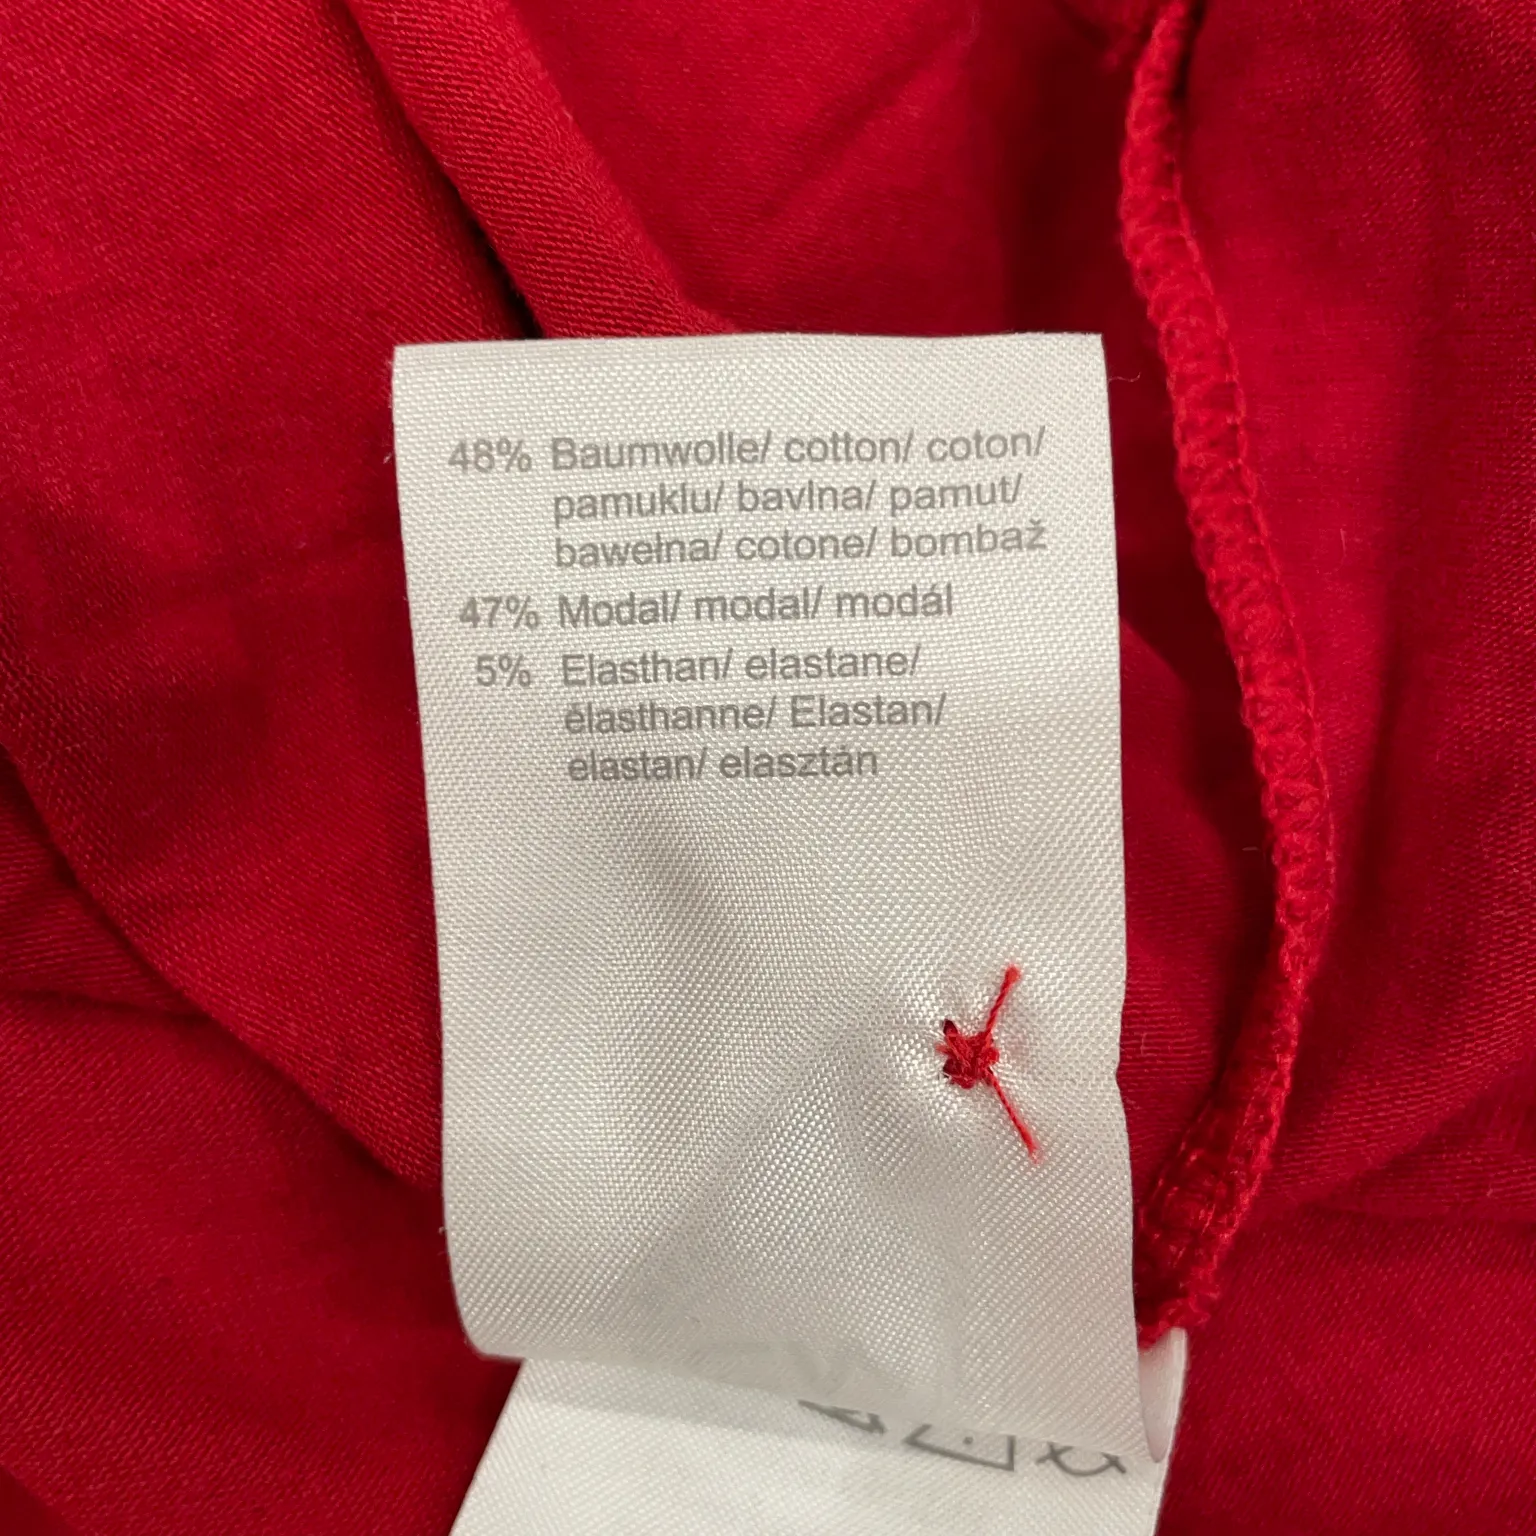 48% Baumwolle/ cotton/ coton/
pamuklu/ bavlna/ pamut/
bawełna/ cotone/ bombaž
47% Modal/ modal/ modál
5% Elasthan/ elastane/
élasthanne/ Elastan/
elastan/ elasztán